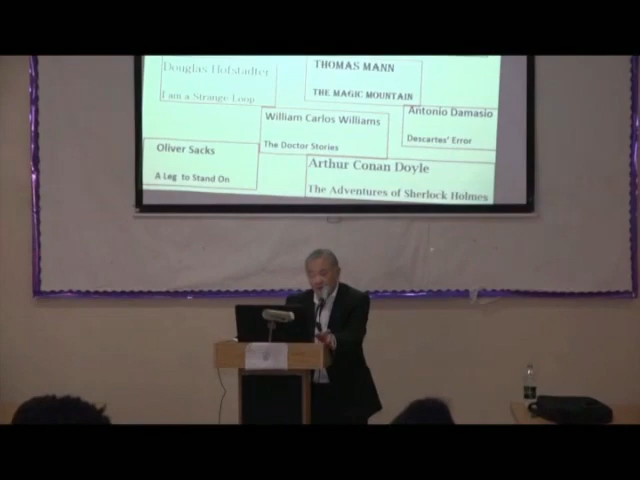 Douglas Hofstadter
I am a Strange Loop
THOMAS MANN
THE MAGIC MOUNTAIN
William Carlos Williams
The Doctor Stories
Antonio Damasio
Descartes' Error
Oliver Sacks
A Leg to Stand On
Arthur Conan Doyle
The Adventures of Sherlock Holmes